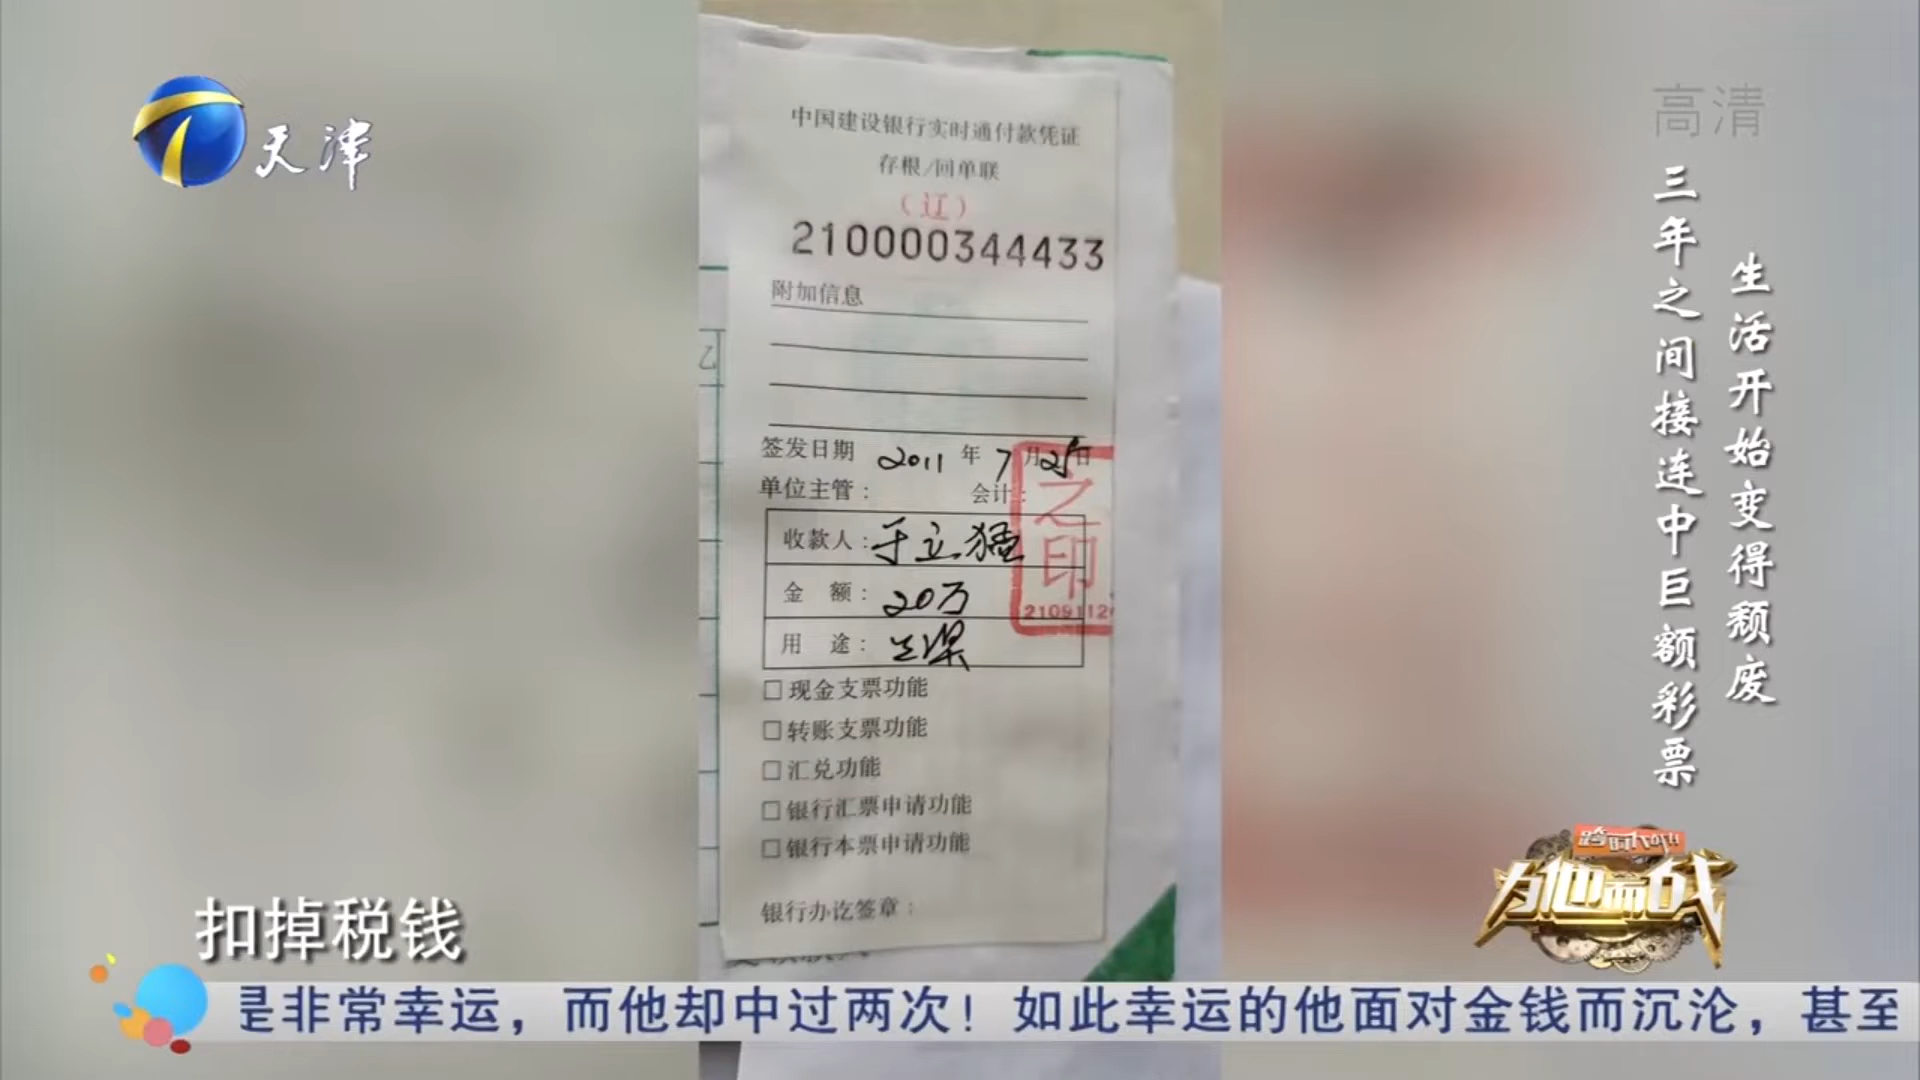 天津
高清
三年之间接连中巨额彩票
生活开始变得颓废
中国建设银行实时通付款凭证
存根/回单联
(辽)
210000344433
附加信息
签发日期 2011 年 7 月 25 日
单位主管: 会计:
收款人:于立猛
金 额:20万
用 途:
之印
2109112
□现金支票功能
□转账支票功能
□汇兑功能
□银行汇票申请功能
□银行本票申请功能
银行办讫签章:
跨时代战书
为他而战
扣掉税钱
是非常幸运,而他却中过两次!如此幸运的他面对金钱而沉沦,甚至